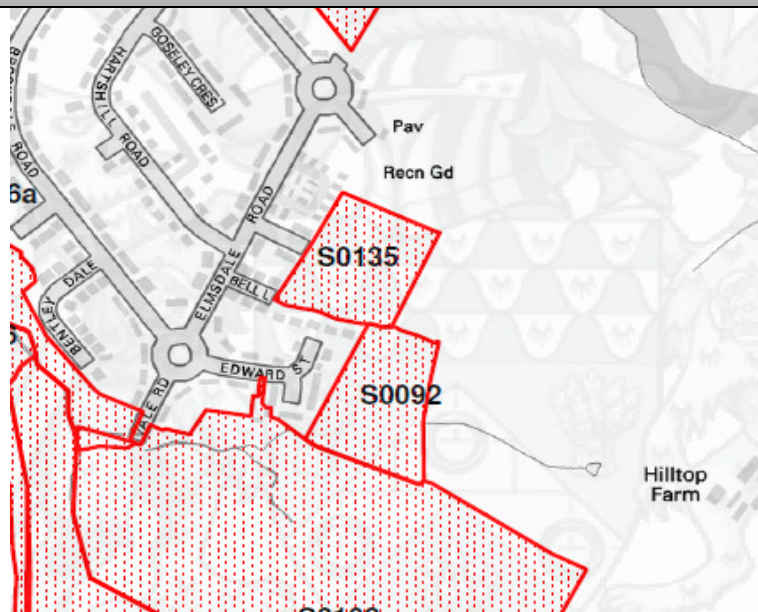 GOSELEY CRES
HARTSHILL
ROAD
ROAD
Pav
Recn Gd
6a
ROAD
S0135
ELMSDALE
BELL L
BENTLEY DALE
EDWARD ST
S0092
VALE RD
Hilltop
Farm